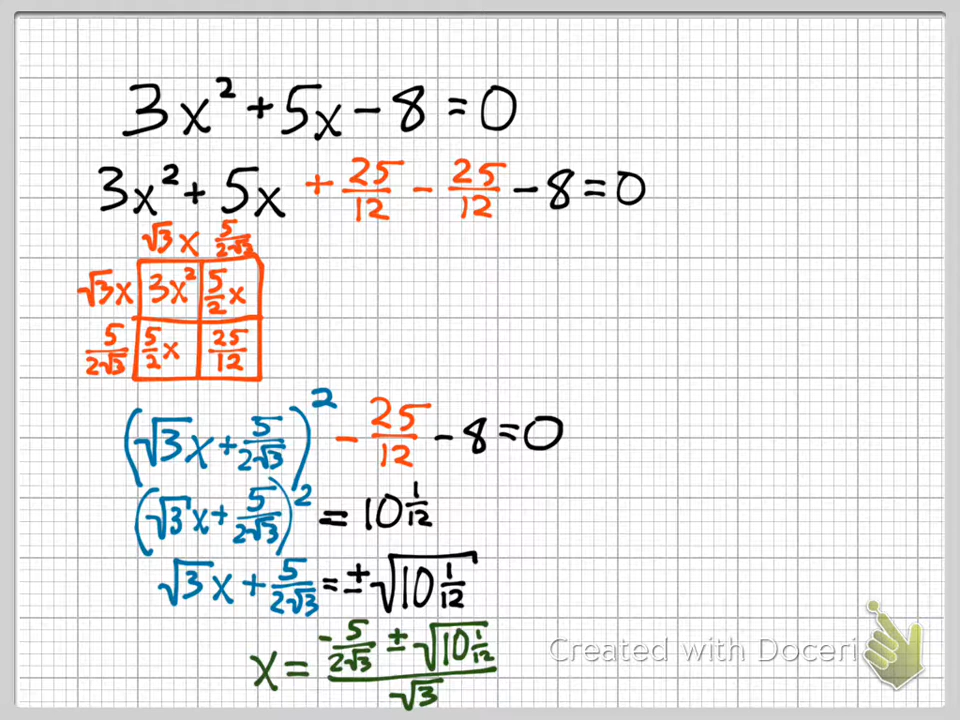 3x² + 5x - 8 = 0
3x² + 5x + 25/12 - 25/12 - 8 = 0
√3x 5/2√3
√3x 3x² 5/2 x
5/2√3 5/2 x 25/12
(√3x + 5/2√3)² - 25/12 - 8 = 0
(√3x + 5/2√3)² = 10 1/12
√3x + 5/2√3 = ±√(10 1/12)
x = (-5/2√3 ± √(10 1/12))/√3
Created with Doceri